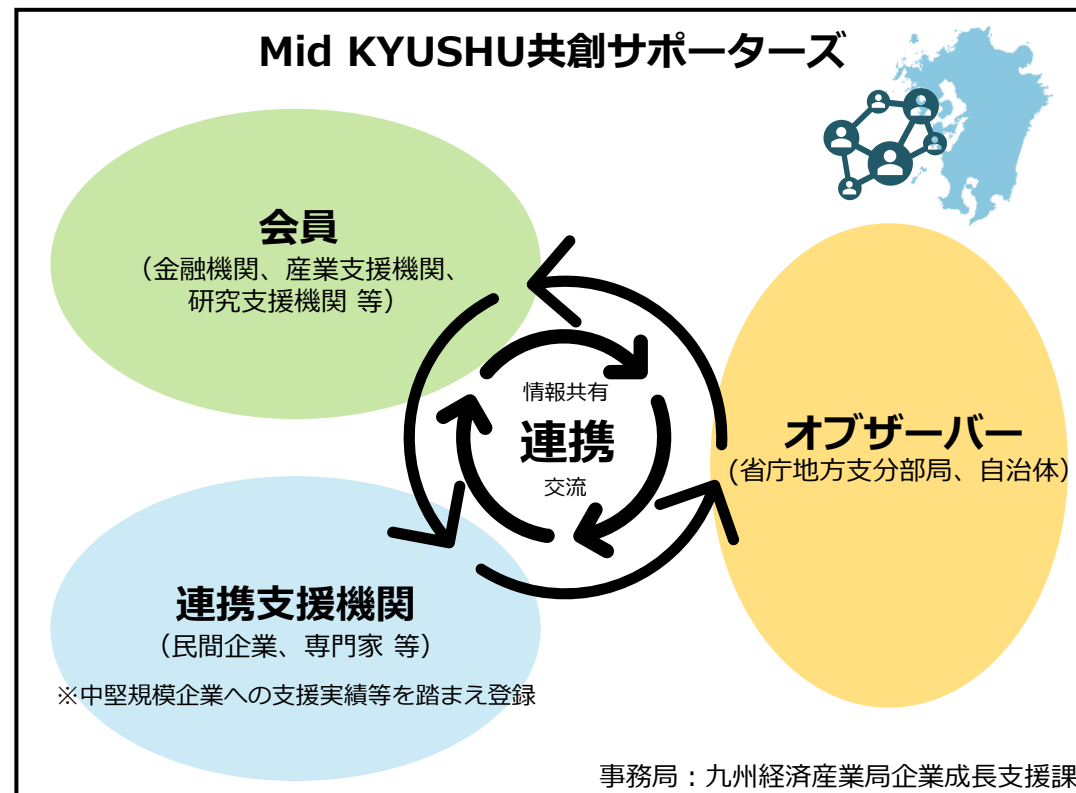 Mid KYUSHU共創サポーターズ
会員
（金融機関、産業支援機関、
研究支援機関 等）
情報共有
連携
交流
オブザーバー
(省庁地方支分部局、自治体）
連携支援機関
（民間企業、専門家 等）
※中堅規模企業への支援実績等を踏まえ登録
事務局：九州経済産業局企業成長支援課